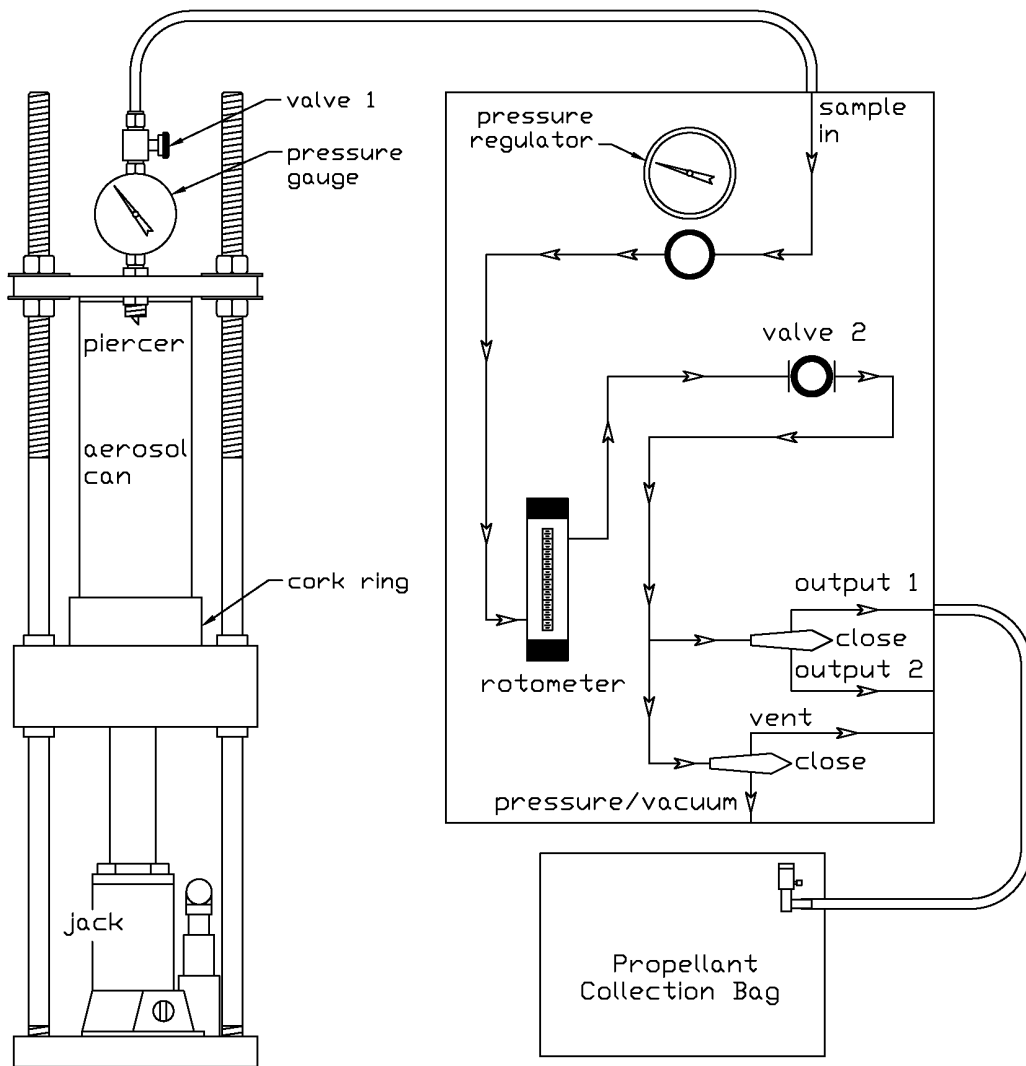 valve 1
pressure
gauge
piercer
aerosol
can
cork ring
jack
sample
in
pressure
regulator
valve 2
rotometer
output 1
close
output 2
vent
close
pressure/vacuum
Propellant
Collection Bag